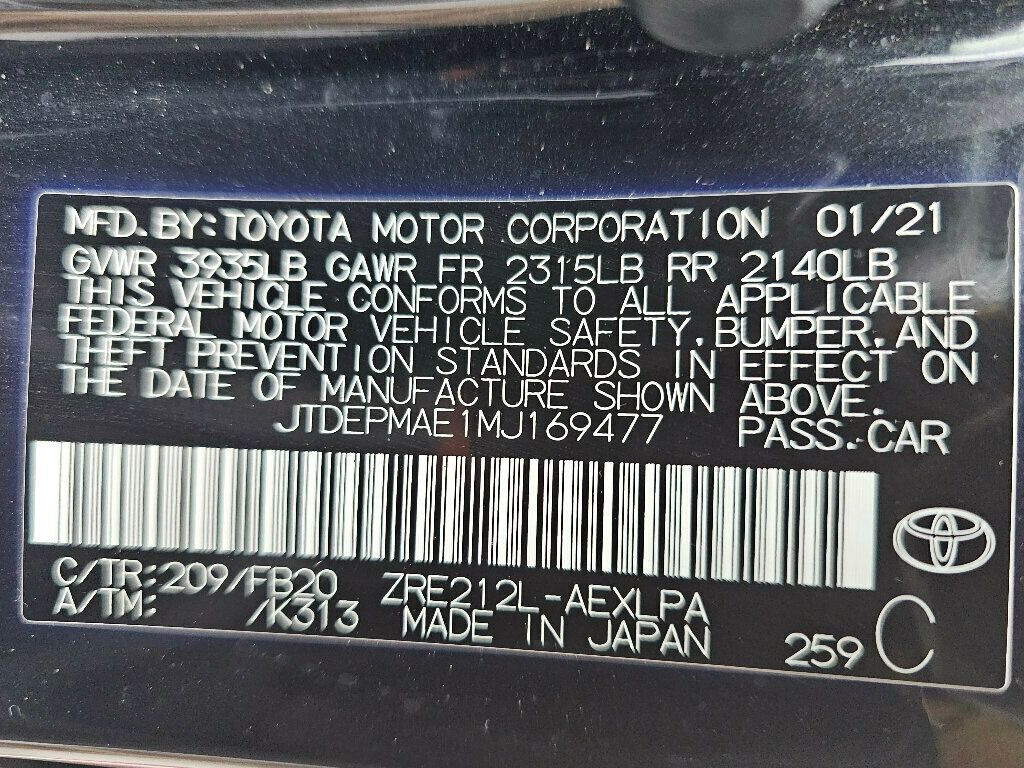 MFD.BY:TOYOTA MOTOR CORPORATION 01/21
GVWR 3935LB GAWR FR 2315LB RR 2140LB
THIS VEHICLE CONFORMS TO ALL APPLICABLE
FEDERAL MOTOR VEHICLE SAFETY,BUMPER,AND
THEFT PREVENTION STANDARDS IN EFFECT ON
THE DATE OF MANUFACTURE SHOWN ABOVE.
JTDEPMAE1MJ169477 PASS.CAR
C/TR:209/FB20 ZRE212L-AEXLPA
A/TM: /K313 MADE IN JAPAN 259 C